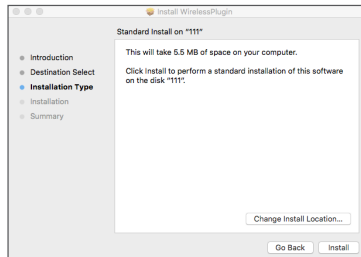 Install WirelessPlugin
Standard Install on "111"
Introduction
Destination Select
Installation Type
Installation
Summary
This will take 5.5 MB of space on your computer.
Click Install to perform a standard installation of this software
on the disk "111".
Change Install Location...
Go Back
Install